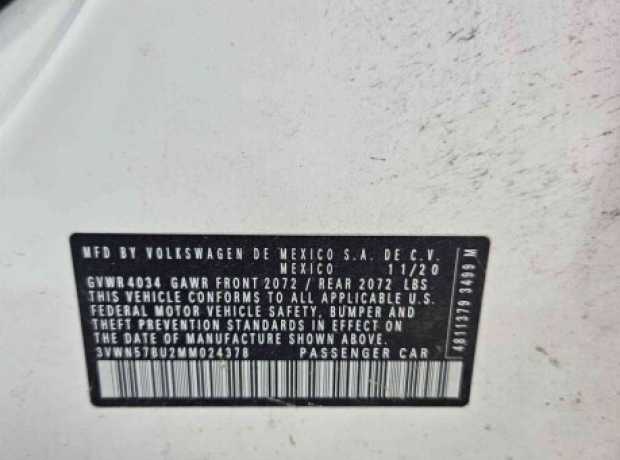 MFD BY VOLKSWAGEN DE MEXICO S.A. DE C.V.
MEXICO 11/20
GVWR 4034 GAWR FRONT 2072 / REAR 2072 LBS
THIS VEHICLE CONFORMS TO ALL APPLICABLE U.S.
FEDERAL MOTOR VEHICLE SAFETY, BUMPER AND
THEFT PREVENTION STANDARDS IN EFFECT ON
THE DATE OF MANUFACTURE SHOWN ABOVE.
3VWN57BU2MM024378 PASSENGER CAR
4811379 3499 M